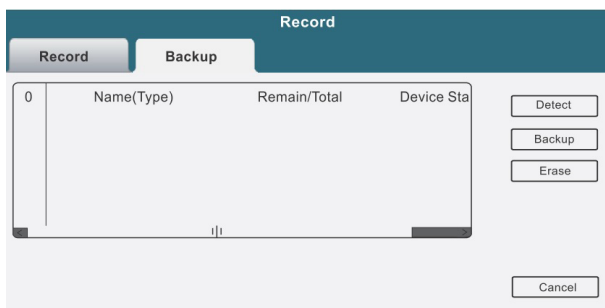 Record
Record Backup
0 Name(Type) Remain/Total Device Sta
Detect
Backup
Erase
Cancel